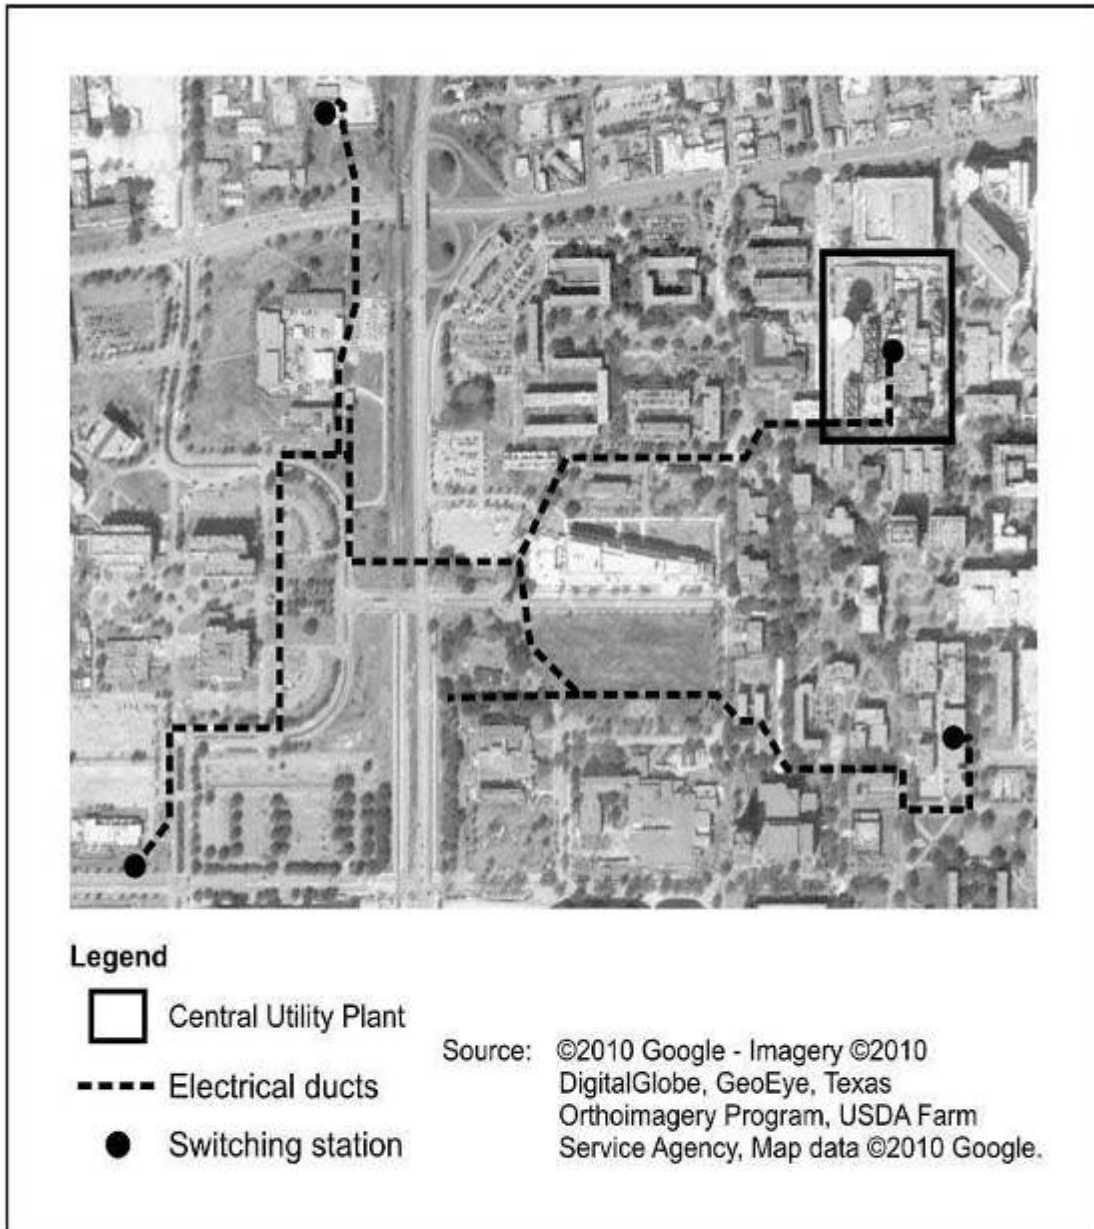 Legend
Central Utility Plant
Electrical ducts
Switching station
Source: ©2010 Google - Imagery ©2010
DigitalGlobe, GeoEye, Texas
Orthoimagery Program, USDA Farm
Service Agency, Map data ©2010 Google.